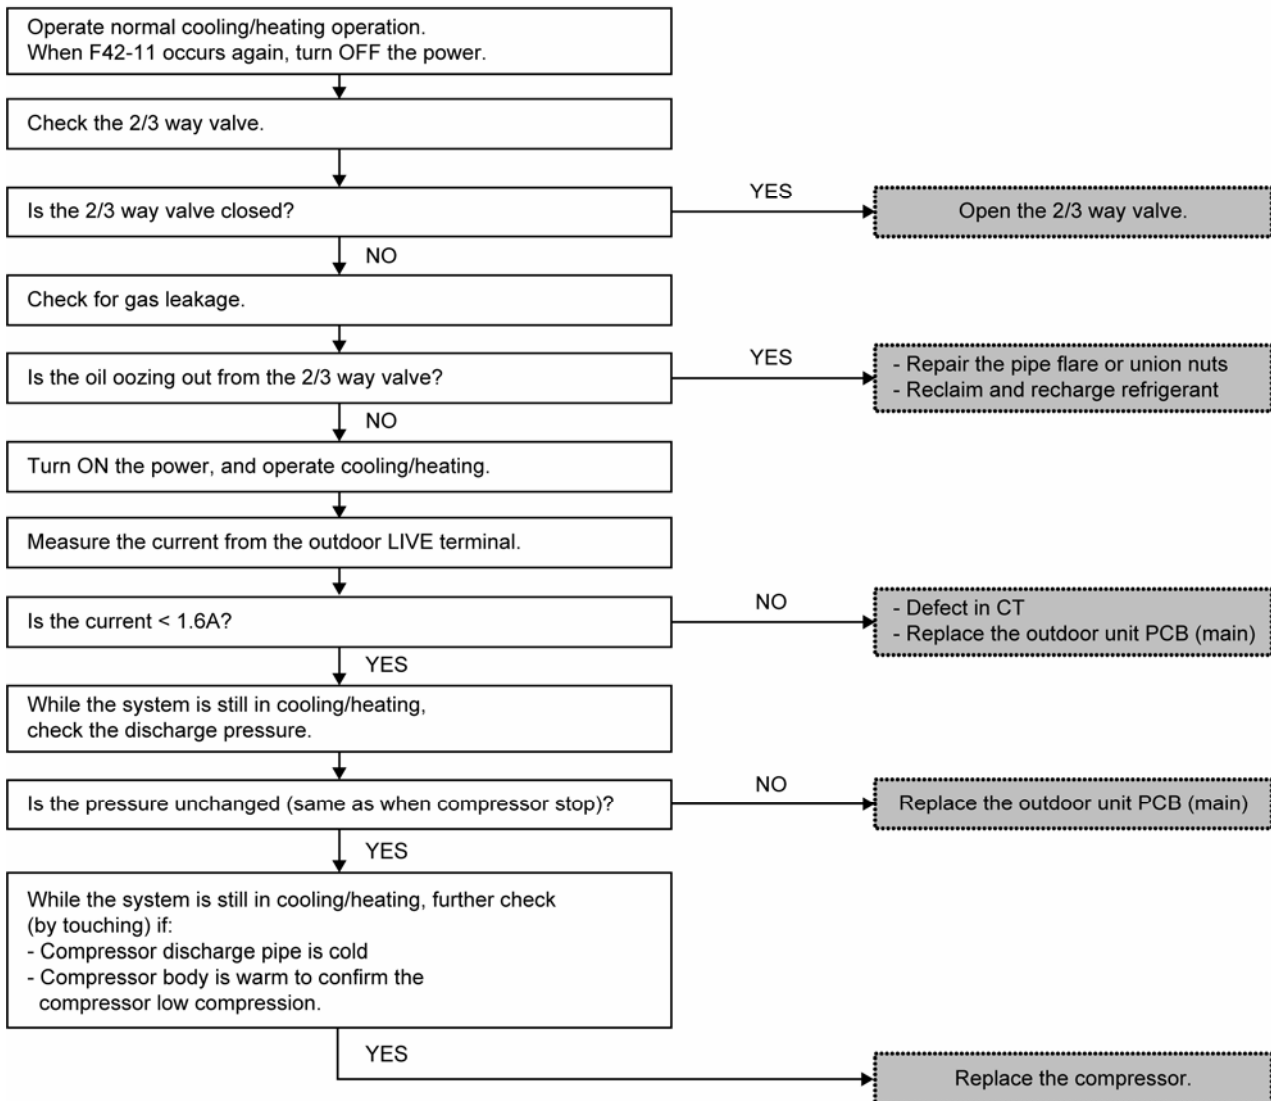 Operate normal cooling/heating operation.
When F42-11 occurs again, turn OFF the power.
Check the 2/3 way valve.
Is the 2/3 way valve closed?
YES
Open the 2/3 way valve.
NO
Check for gas leakage.
Is the oil oozing out from the 2/3 way valve?
YES
- Repair the pipe flare or union nuts
- Reclaim and recharge refrigerant
NO
Turn ON the power, and operate cooling/heating.
Measure the current from the outdoor LIVE terminal.
Is the current < 1.6A?
NO
- Defect in CT
- Replace the outdoor unit PCB (main)
YES
While the system is still in cooling/heating,
check the discharge pressure.
Is the pressure unchanged (same as when compressor stop)?
NO
Replace the outdoor unit PCB (main)
YES
While the system is still in cooling/heating, further check
(by touching) if:
- Compressor discharge pipe is cold
- Compressor body is warm to confirm the
compressor low compression.
YES
Replace the compressor.